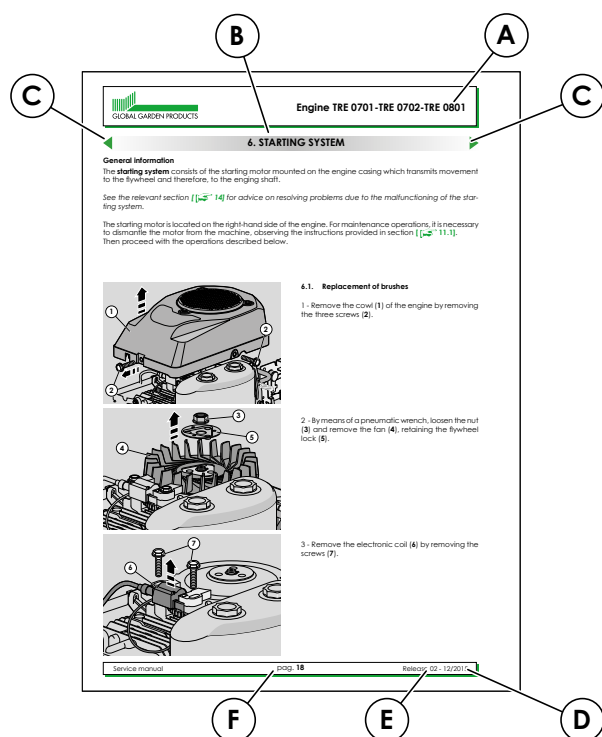 B
A
C
C
GLOBAL GARDEN PRODUCTS
Engine TRE 0701-TRE 0702-TRE 0801
6. STARTING SYSTEM
General information
The starting system consists of the starting motor mounted on the engine casing which transmits movement
to the flywheel and therefore, to the enging shaft.
See the relevant section [ 14] for advice on resolving problems due to the malfunctioning of the star-
ting system.
The starting motor is located on the right-hand side of the engine. For maintenance operations, it is necessary
to dismantle the motor from the machine, observing the instructions provided in section [ 11.1].
Then proceed with the operations described below.
6.1. Replacement of brushes
1 - Remove the cowl (1) of the engine by removing
the three screws (2).
1
2
2
2 - By means of a pneumatic wrench, loosen the nut
(3) and remove the fan (4), retaining the flywheel
lock (5).
3
5
4
3 - Remove the electronic coil (6) by removing the
screws (7).
7
6
Service manual
pag. 18
Release 02 - 12/201
F
E
D